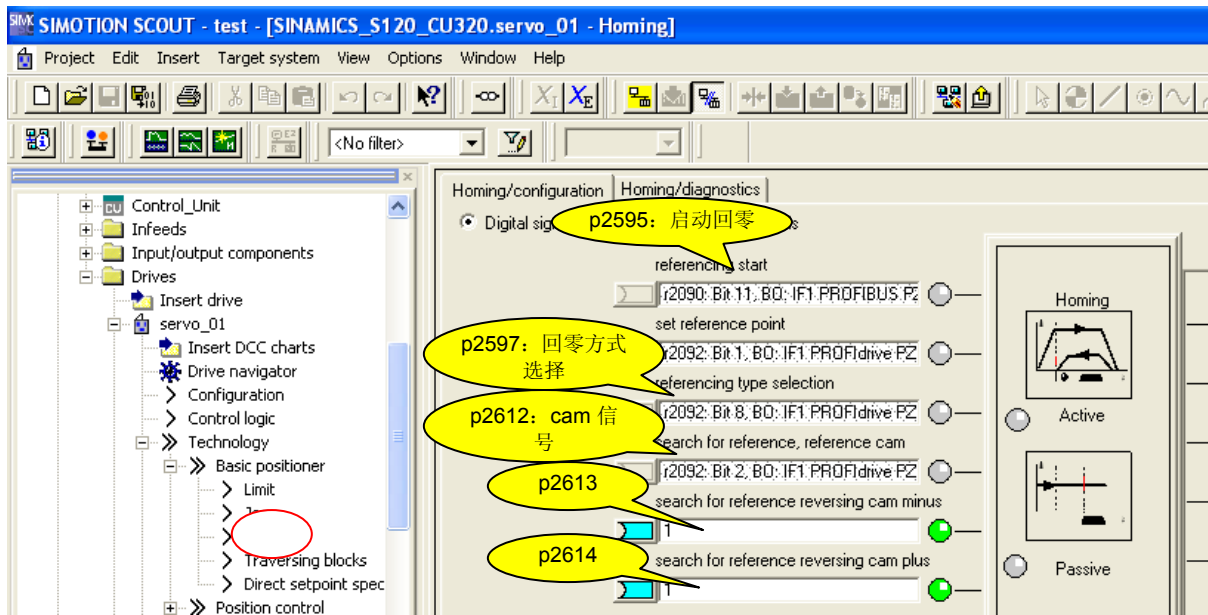 SIMOTION SCOUT - test - [SINAMICS_S120_CU320.servo_01 - Homing]
Project Edit Insert Target system View Options Window Help
<No filter>
Control_Unit
Infeeds
Input/output components
Drives
Insert drive
servo_01
Insert DCC charts
Drive navigator
Configuration
Control logic
Technology
Basic positioner
Limit
Traversing blocks
Direct setpoint spec
Position control
Homing/configuration Homing/diagnostics
Digital sig
p2595：启动回零
referencing start
r2090: Bit 11, BO: IF1 PROFIBUS PZ
set reference point
p2597：回零方式
选择
r2092: Bit 1, BO: IF1 PROFIdrive PZ
referencing type selection
p2612：cam 信
号
r2092: Bit 8, BO: IF1 PROFIdrive PZ
search for reference, reference cam
r2092: Bit 2, BO: IF1 PROFIdrive PZ
p2613
search for reference reversing cam minus
1
p2614
search for reference reversing cam plus
1
Homing
Active
Passive